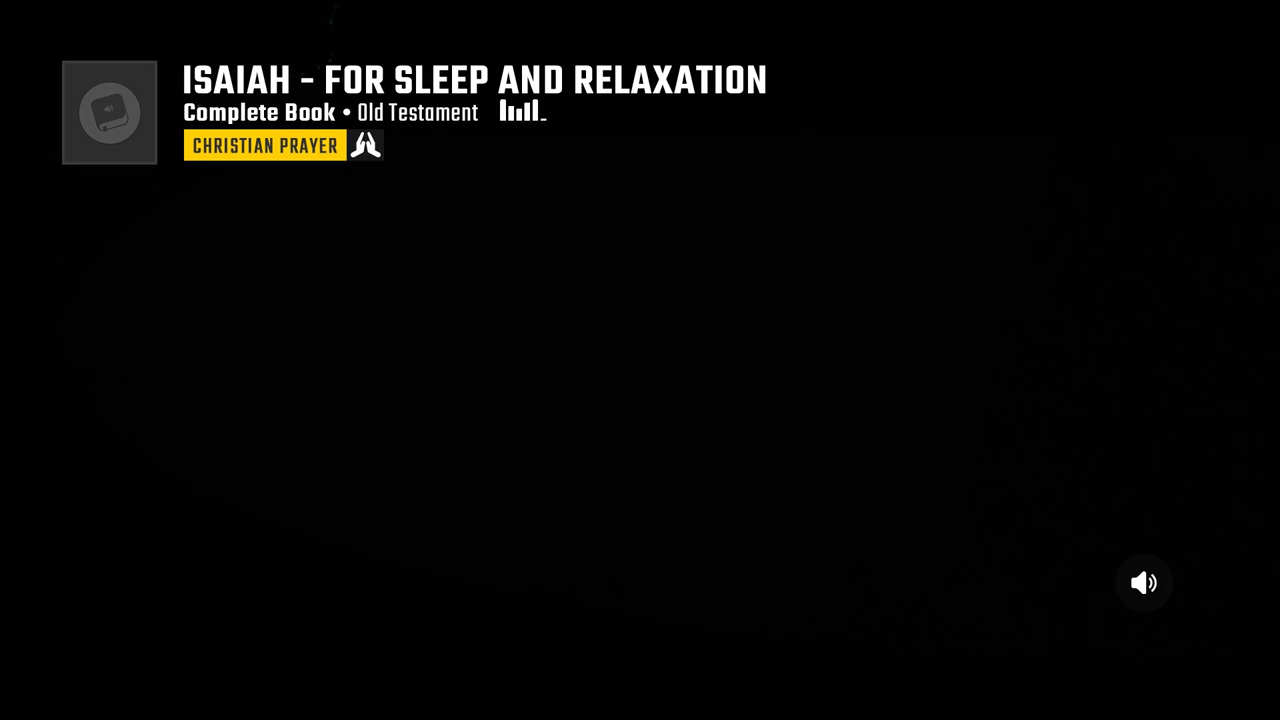 ISAIAH - FOR SLEEP AND RELAXATION
Complete Book • Old Testament
CHRISTIAN PRAYER